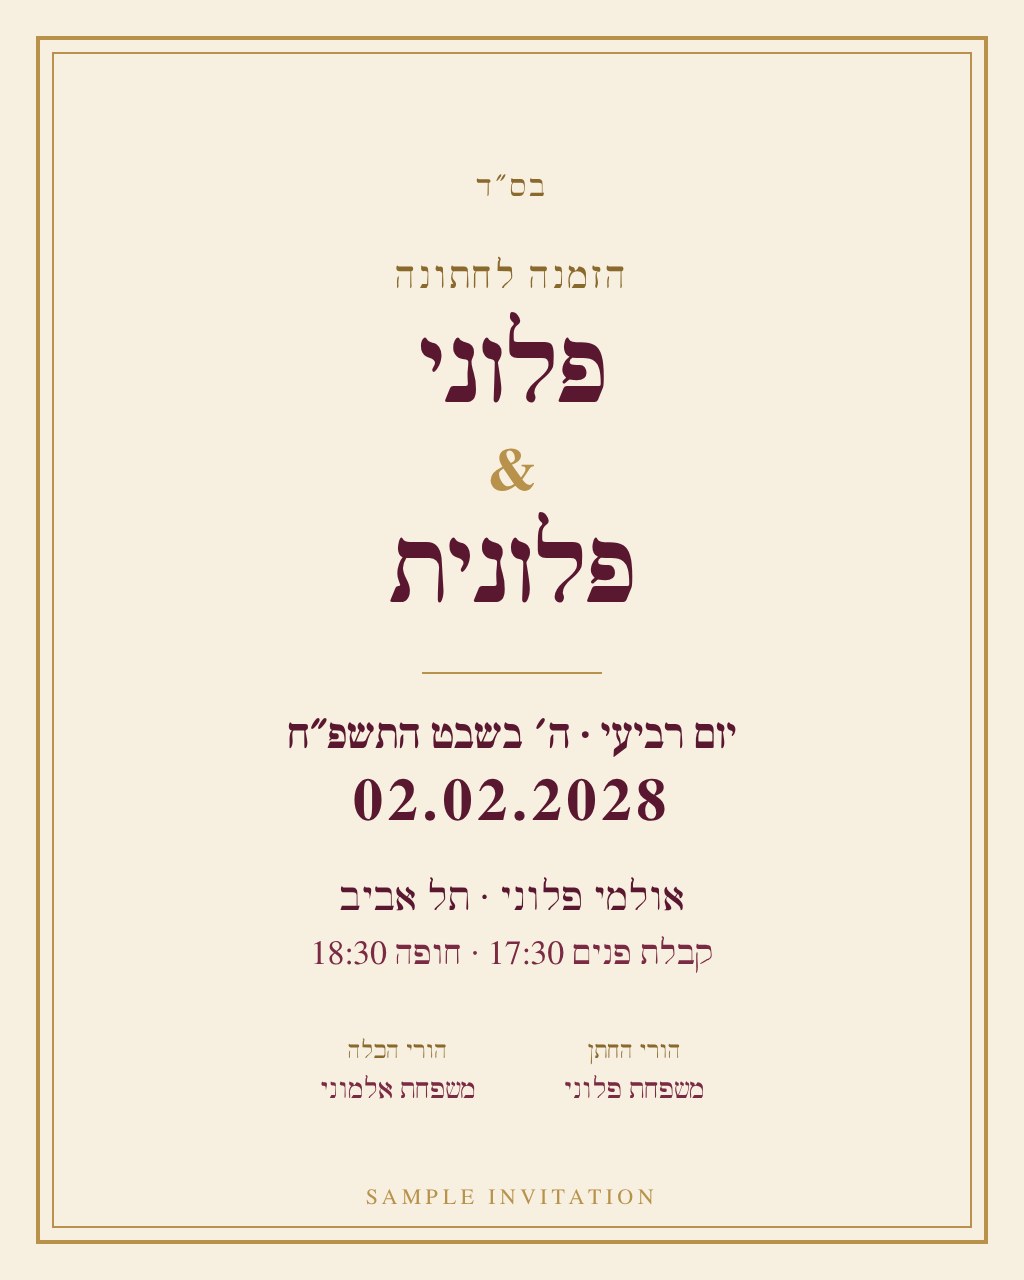 בס״ד
הזמנה לחתונה
פלוני
&
פלונית
יום רביעי · ה׳ בשבט התשפ״ח
02.02.2028
אולמי פלוני · תל אביב
קבלת פנים 17:30 · חופה 18:30
הורי החתן
משפחת פלוני
הורי הכלה
משפחת אלמוני
SAMPLE INVITATION